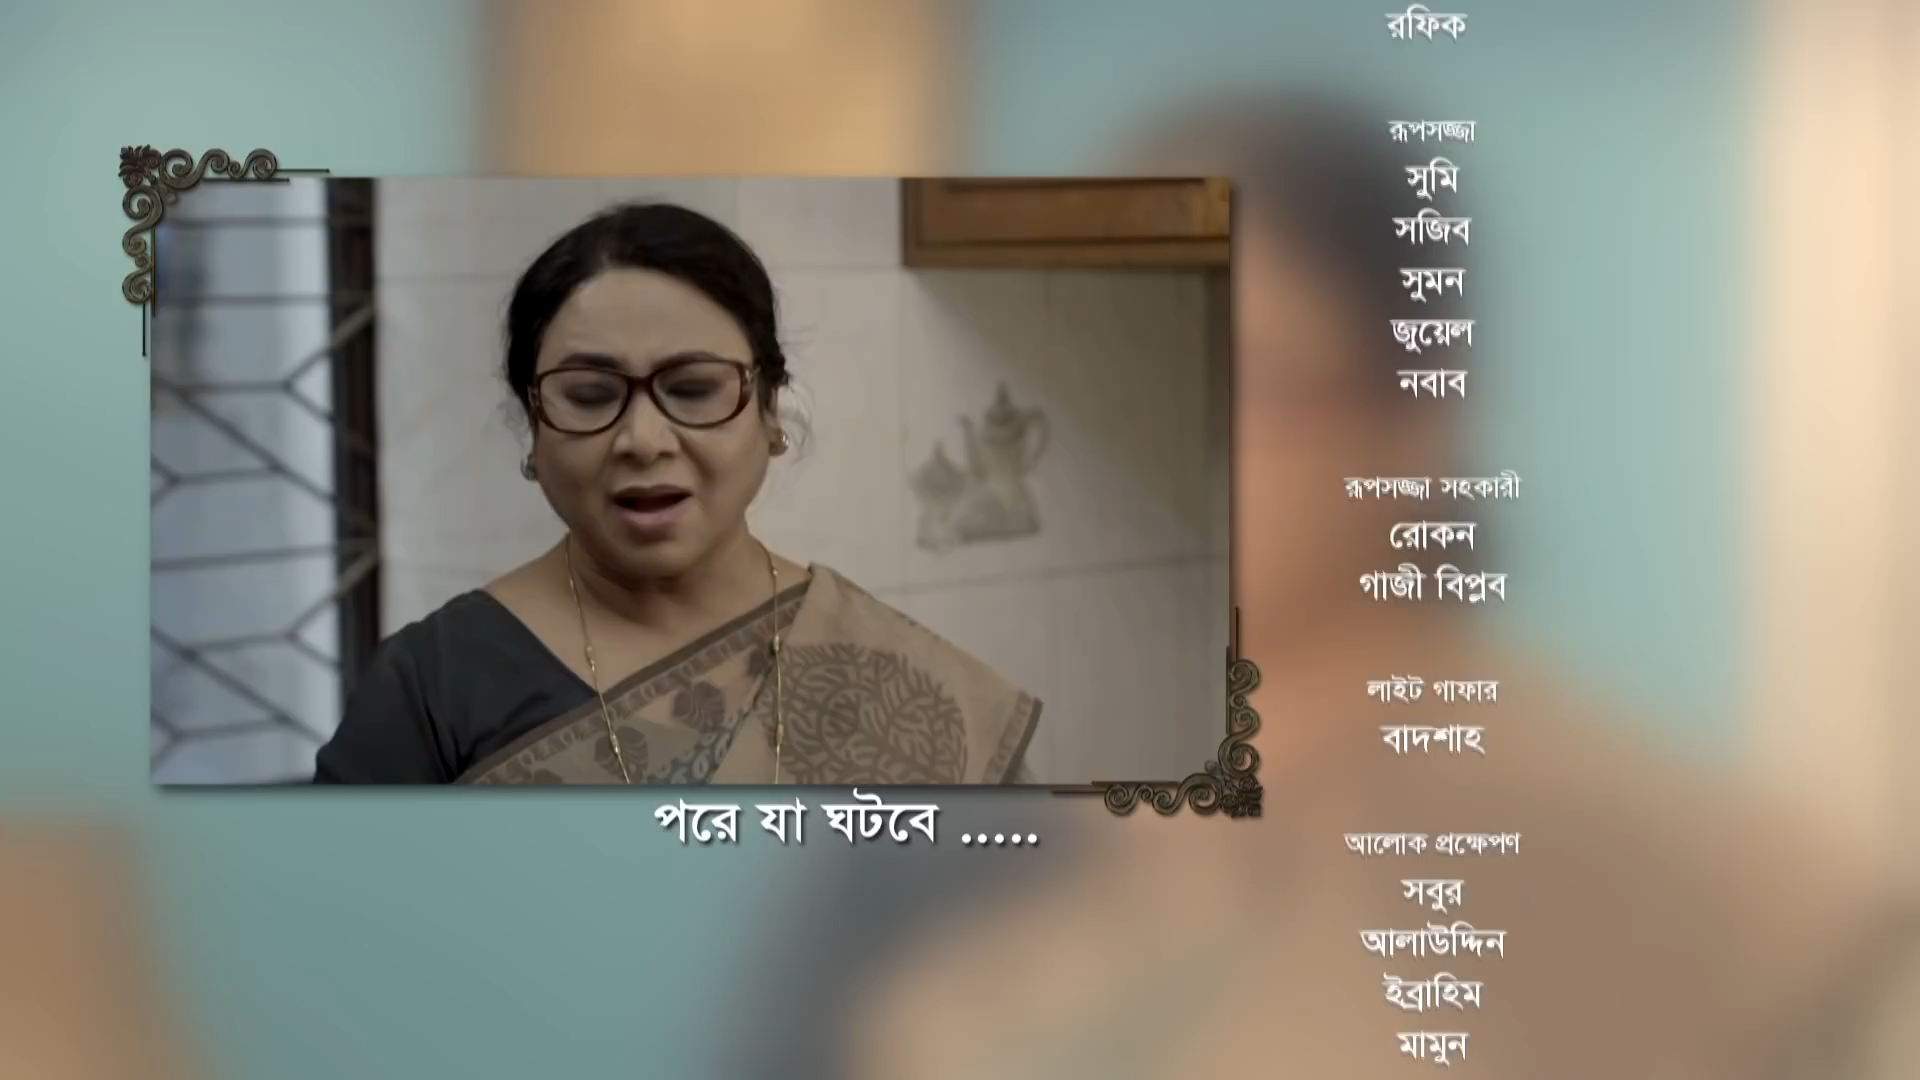 রফিক
রূপসজ্জা
সুমি
সজিব
সুমন
জুয়েল
নবাব
রূপসজ্জা সহকারী
রোকন
গাজী বিপ্লব
লাইট গাফার
বাদশাহ
আলোক প্রক্ষেপণ
সবুর
আলাউদ্দিন
ইব্রাহিম
মামুন
পরে যা ঘটবে .....